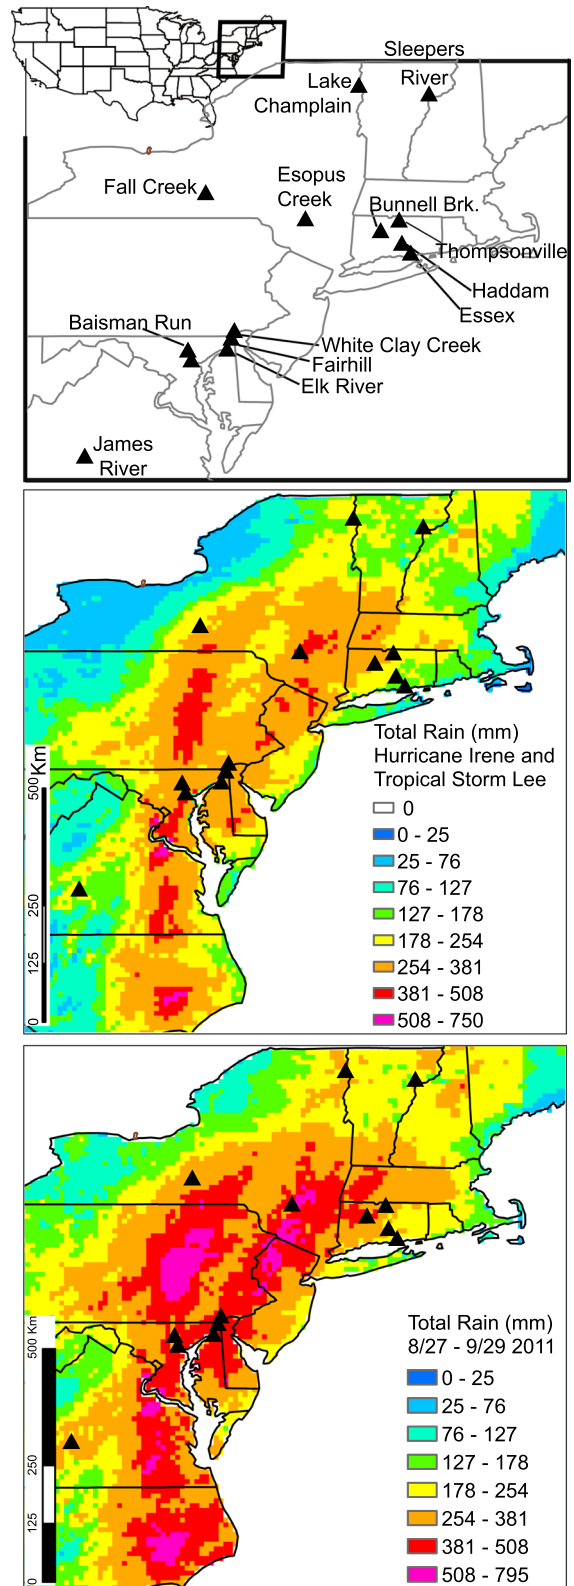 Sleepers
River
Lake
Champlain
Fall Creek
Esopus
Creek
Bunnell Brk.
Thompsonville
Haddam
Essex
Baisman Run
White Clay Creek
Fairhill
Elk River
James
River
Total Rain (mm)
Hurricane Irene and
Tropical Storm Lee
0
0 - 25
25 - 76
76 - 127
127 - 178
178 - 254
254 - 381
381 - 508
508 - 750
500 Km
250
125
0
Total Rain (mm)
8/27 - 9/29 2011
0 - 25
25 - 76
76 - 127
127 - 178
178 - 254
254 - 381
381 - 508
508 - 795
500 Km
250
125
0